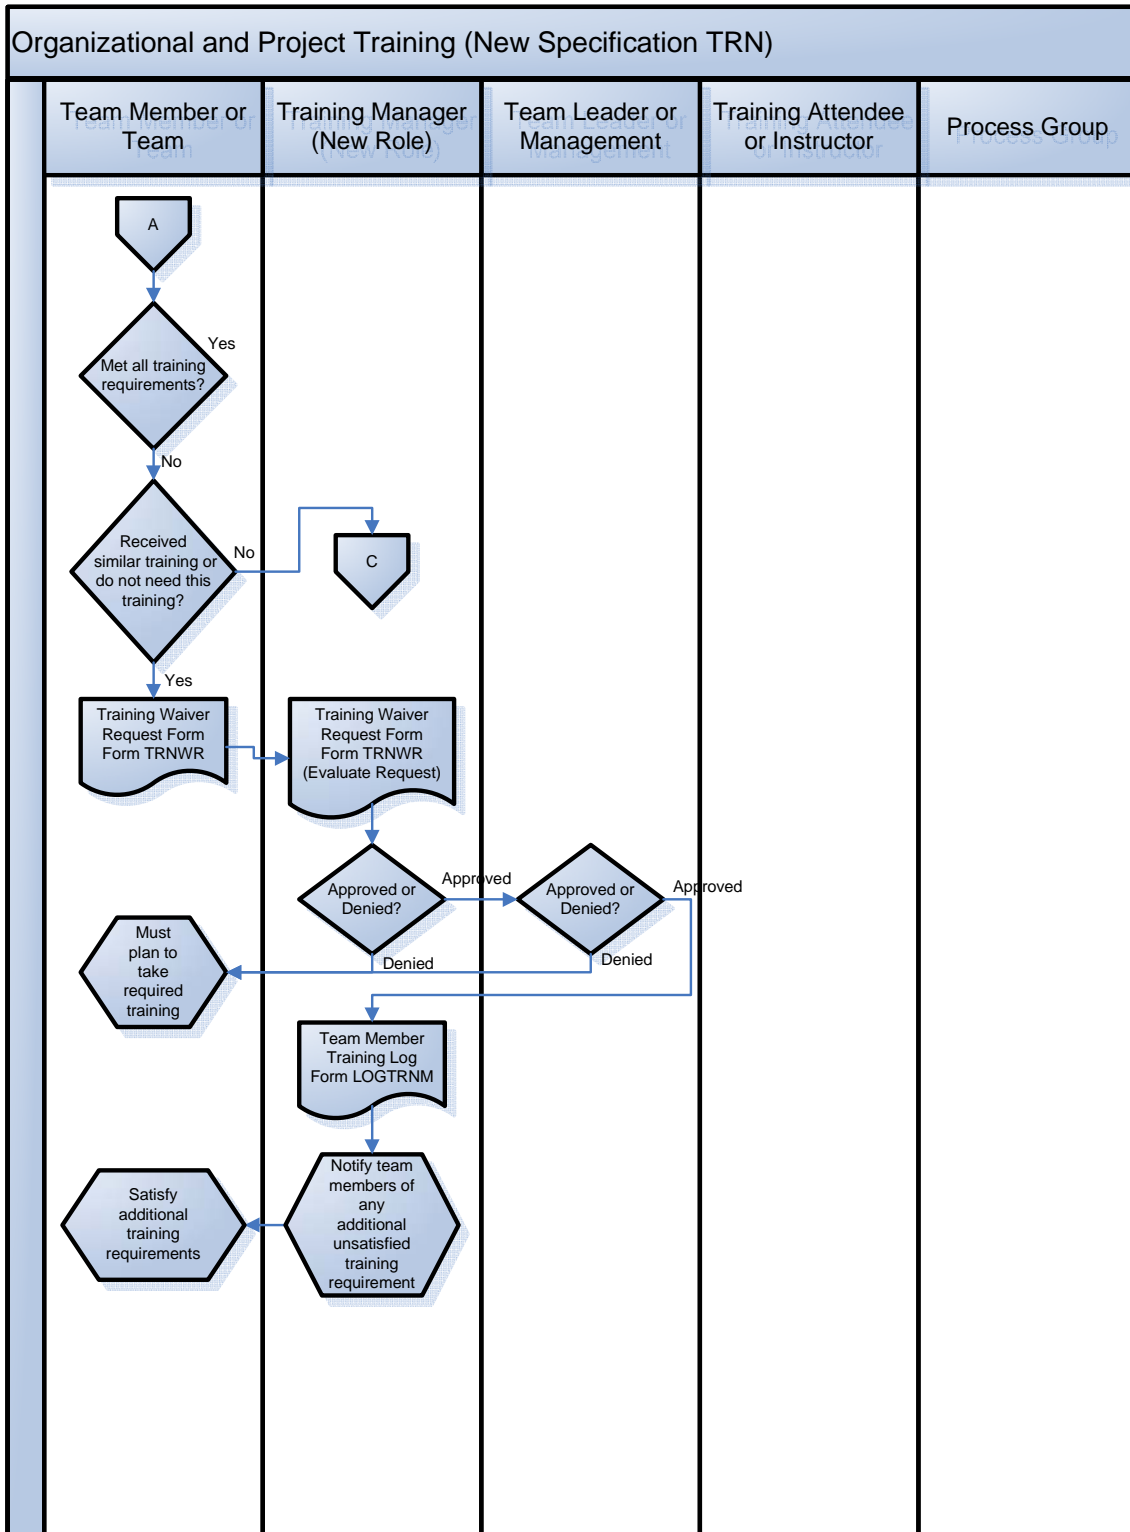 Organizational and Project Training (New Specification TRN)
Team Member or
Team
Training Manager
(New Role)
Team Leader or
Management
Training Attendee
or Instructor
Process Group
A
Yes
Met all training
requirements?
No
Received
similar training or
do not need this
training?
No
C
Yes
Training Waiver
Request Form
Form TRNWR
Training Waiver
Request Form
Form TRNWR
(Evaluate Request)
Approved or
Denied?
Approved
Approved or
Denied?
Approved
Denied
Denied
Must
plan to
take
required
training
Team Member
Training Log
Form LOGTRNM
Notify team
members of
any
additional
unsatisfied
training
requirement
Satisfy
additional
training
requirements